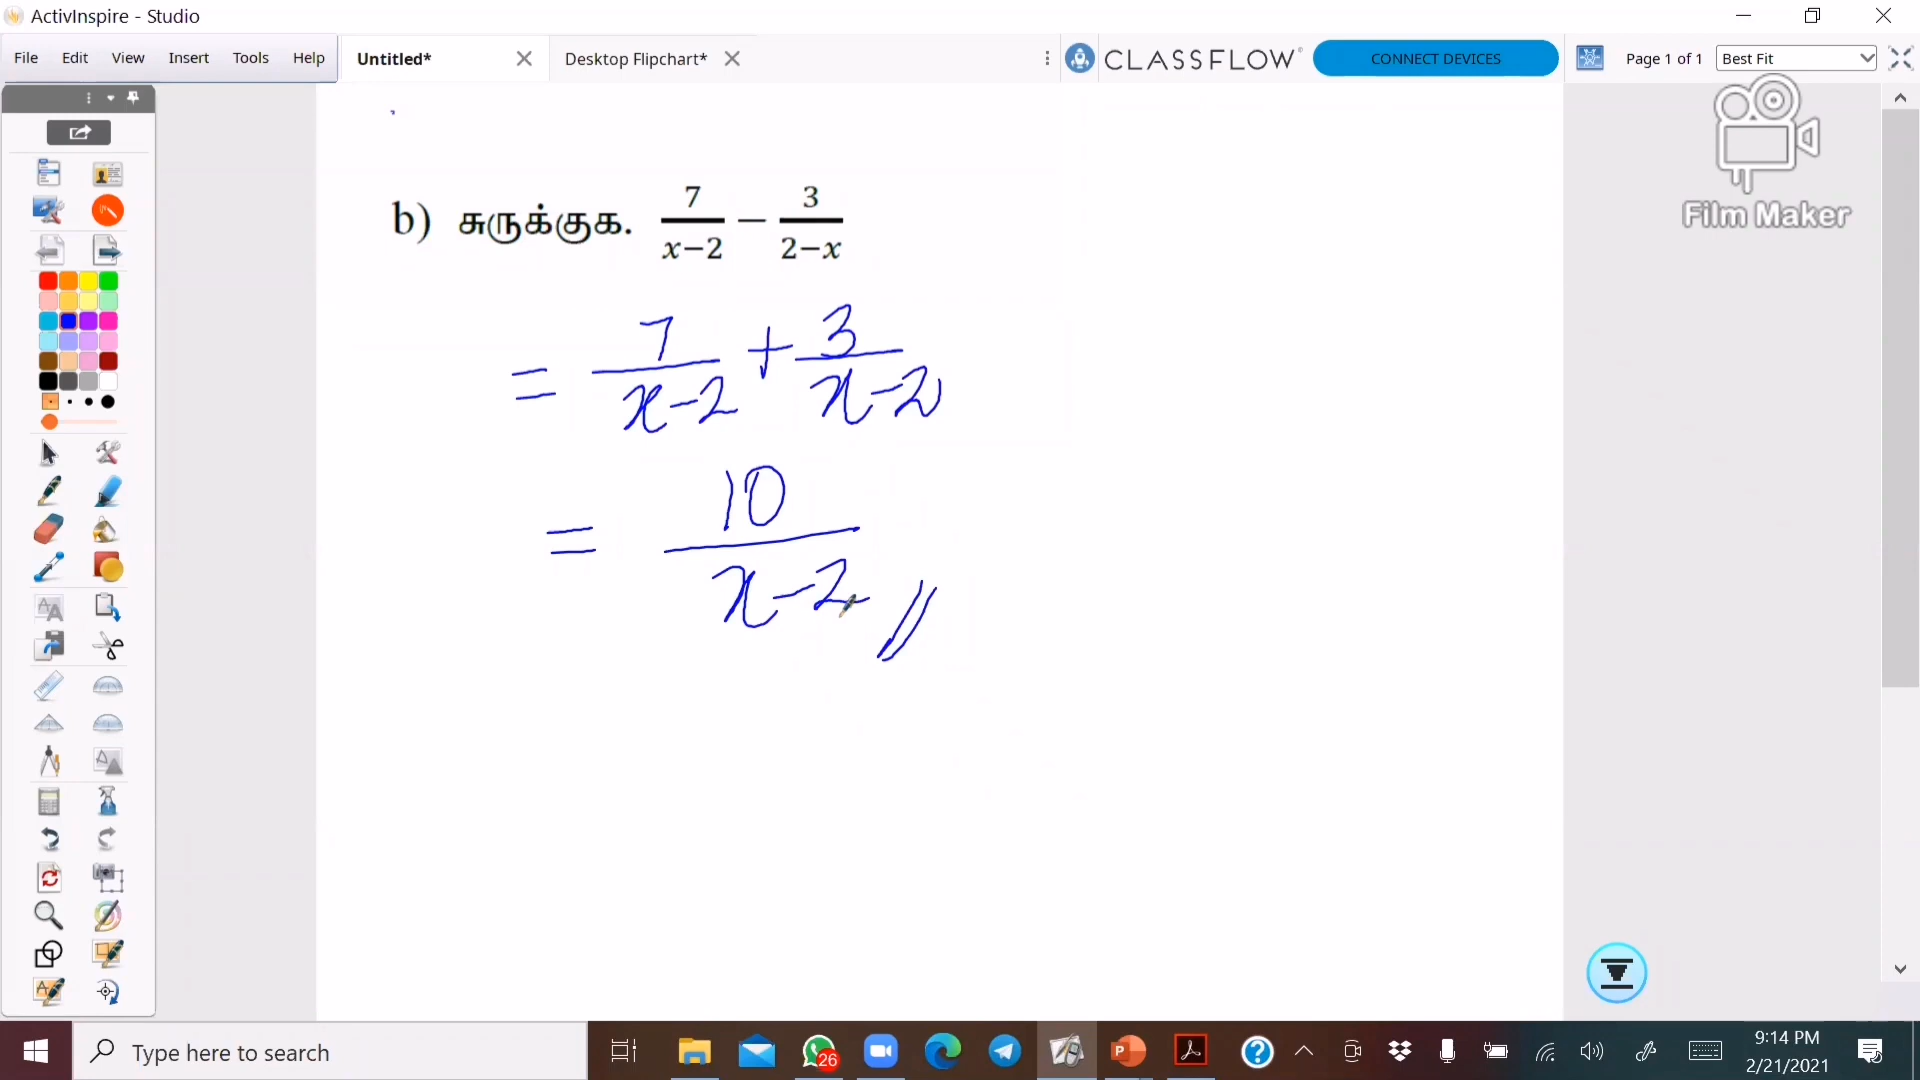 ActivInspire - Studio
File Edit View Insert Tools Help Untitled* Desktop Flipchart* CLASSFLOW CONNECT DEVICES Page 1 of 1 Best Fit
Film Maker
b) சுருக்குக. 7/(x−2) − 3/(2−x)
= 7/(x-2) + 3/(x-2)
= 10/(x-2) //
Type here to search 26 9:14 PM
2/21/2021